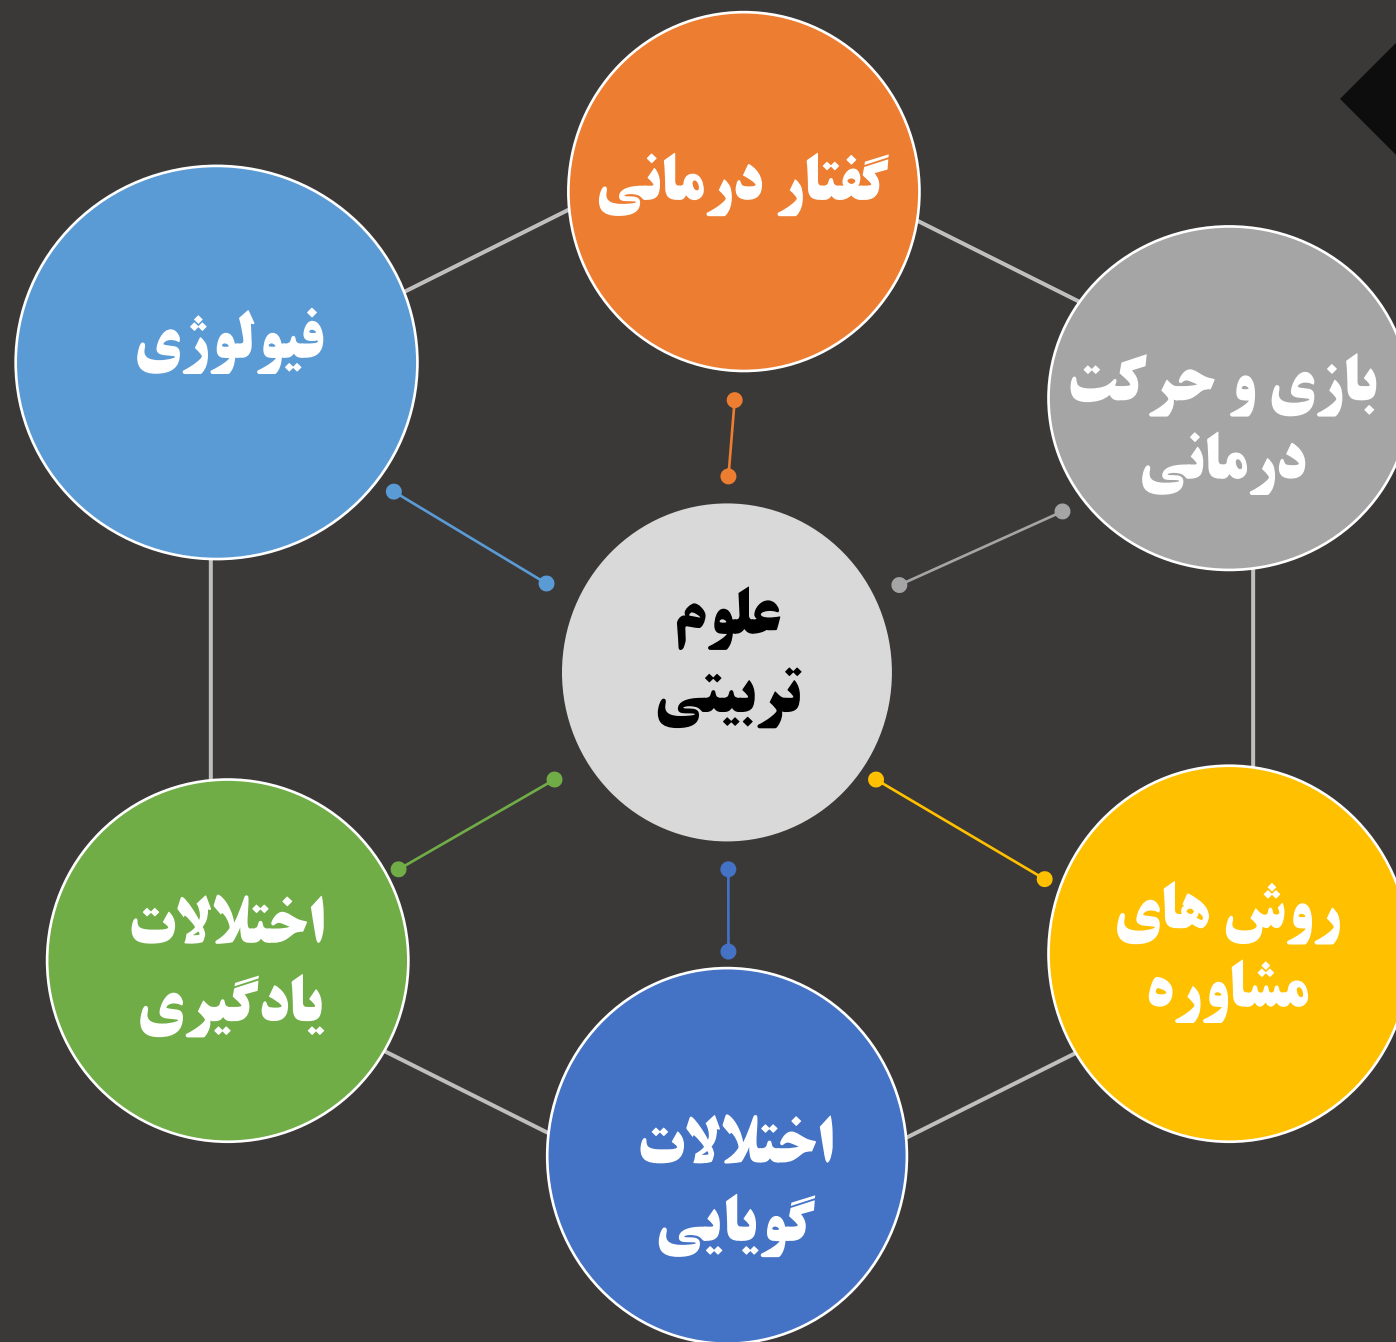 گفتار درمانی
بازی و حرکت
درمانی
فیولوژی
علوم
تربیتی
روش های
مشاوره
اختلالات
یادگیری
اختلالات
گویایی